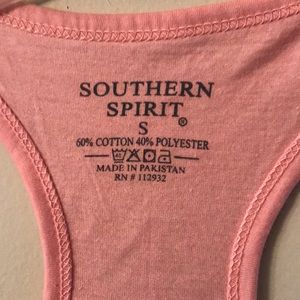 SOUTHERN
SPIRIT®
S
60% COTTON 40% POLYESTER
MADE IN PAKISTAN
RN # 112932